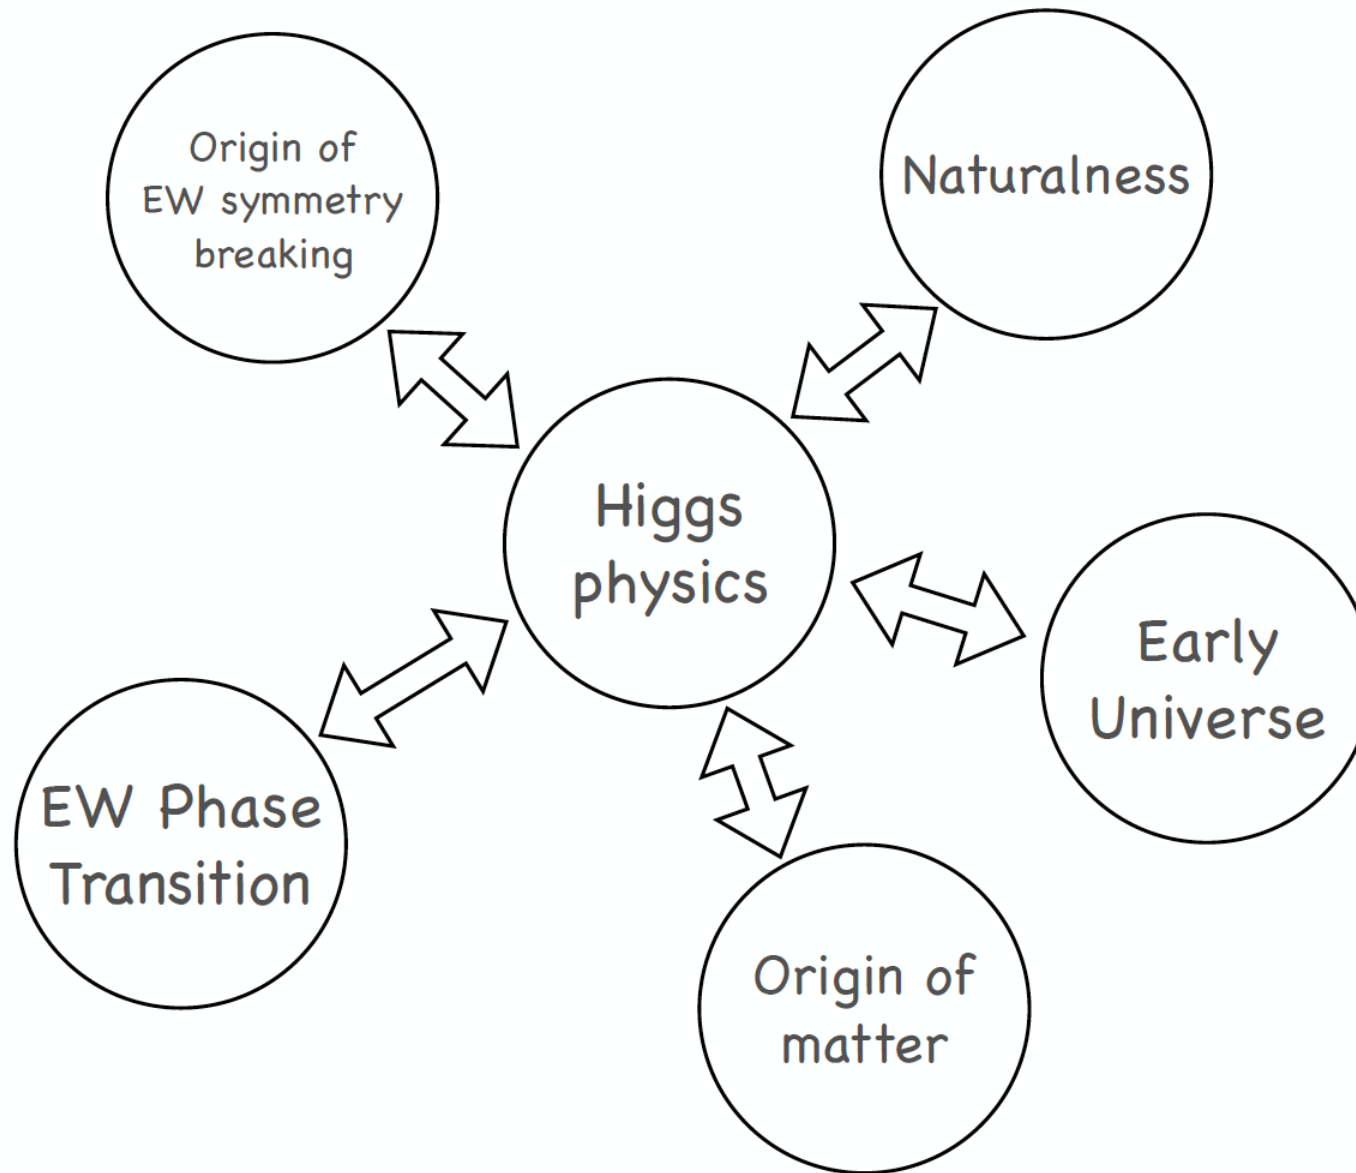 Origin of
EW symmetry
breaking
Naturalness
Higgs
physics
Early
Universe
EW Phase
Transition
Origin of
matter